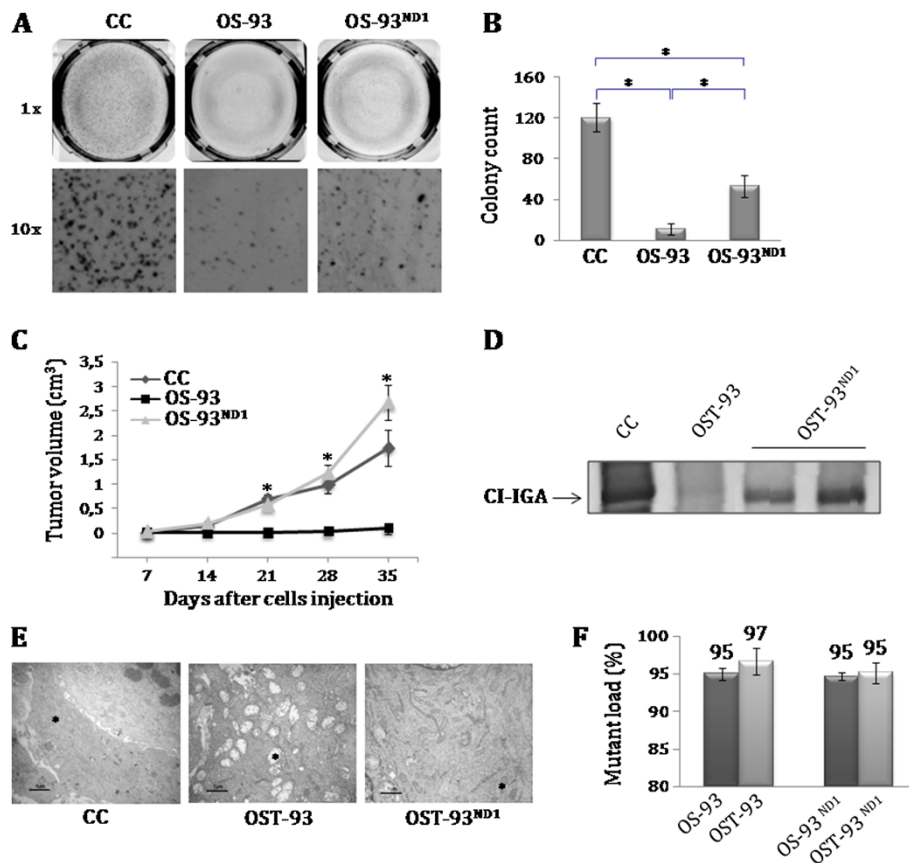 A
CC OS-93 OS-93ND1
1x
10x
B
Colony count
160
120
80
40
0
* * *
CC OS-93 OS-93ND1
C
Tumor volume (cm3)
3,5
3
2,5
2
1,5
1
0,5
0
CC
OS-93
OS-93ND1
* * *
7 14 21 28 35
Days after cells injection
D
CC OST-93 OST-93ND1
CI-IGA
E
* * *
CC OST-93 OST-93ND1
F
Mutant load (%)
100
95
90
85
80
95 97 95 95
OS-93 OST-93 OS-93 ND1 OST-93 ND1